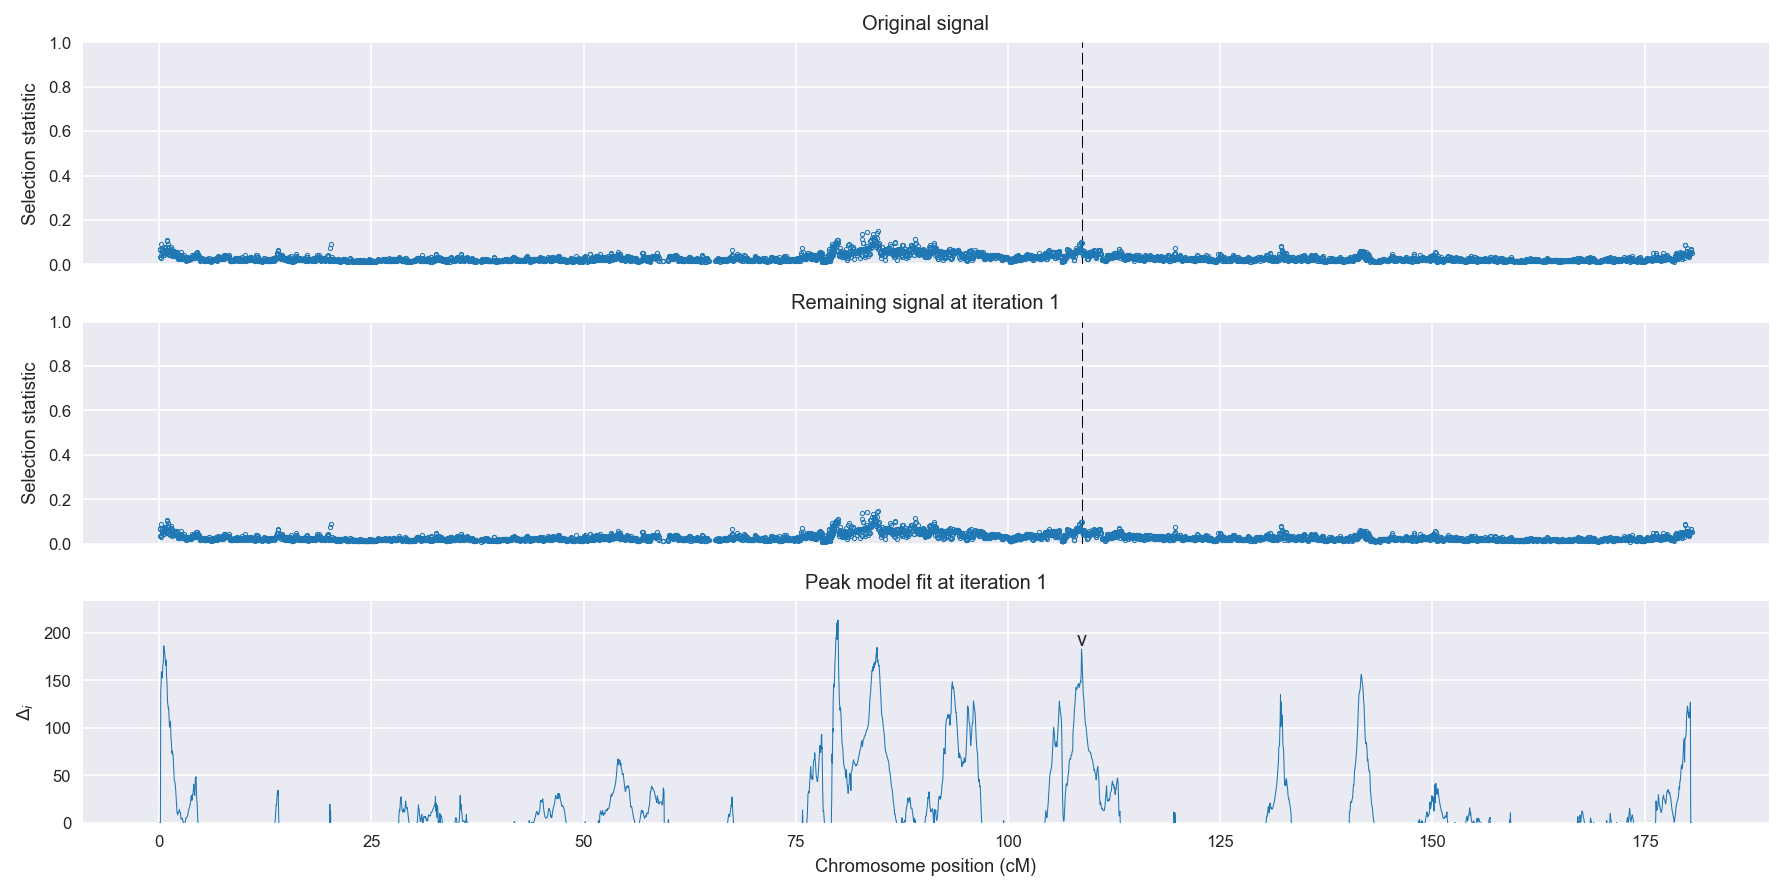 Original signal
1.0
0.8
0.6
0.4
0.2
0.0
Selection statistic
Remaining signal at iteration 1
1.0
0.8
0.6
0.4
0.2
0.0
Selection statistic
Peak model fit at iteration 1
v
200
150
100
50
0
Δi
0 25 50 75 100 125 150 175
Chromosome position (cM)